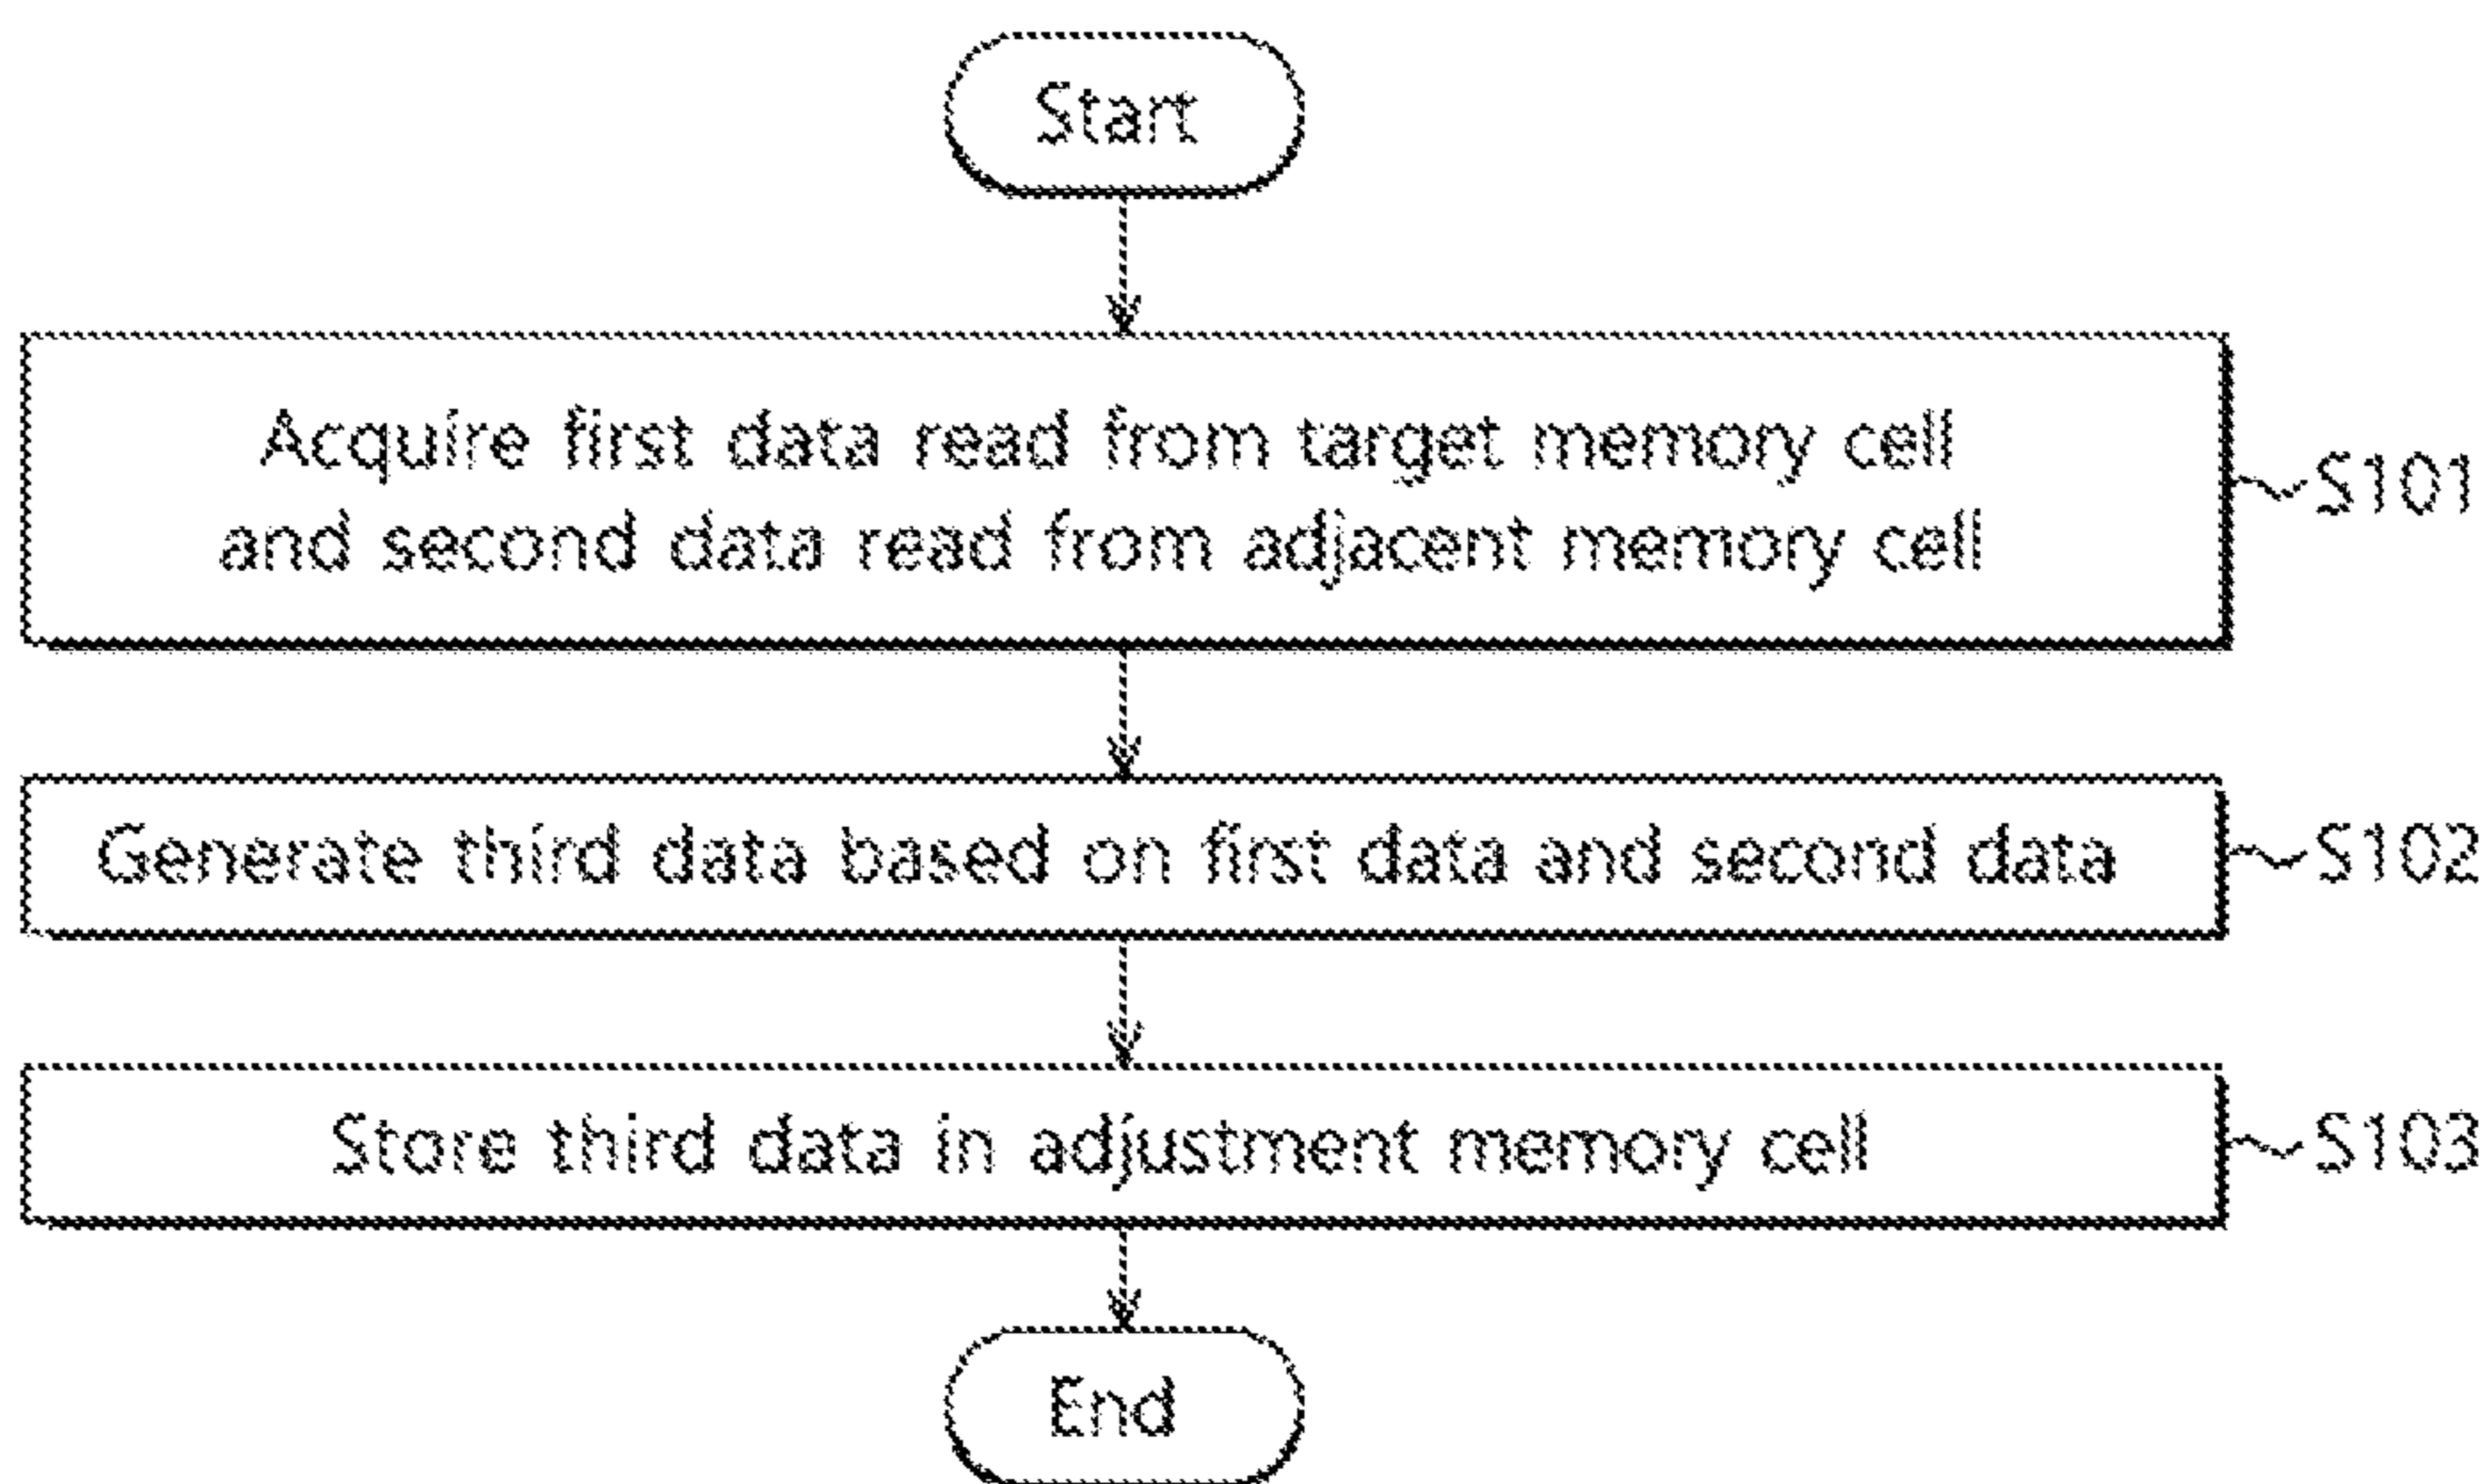 Start
Acquire first data read from target memory cell
and second data read from adjacent memory cell
S101
Generate third data based on first data and second data
S102
Store third data in adjustment memory cell
S103
End